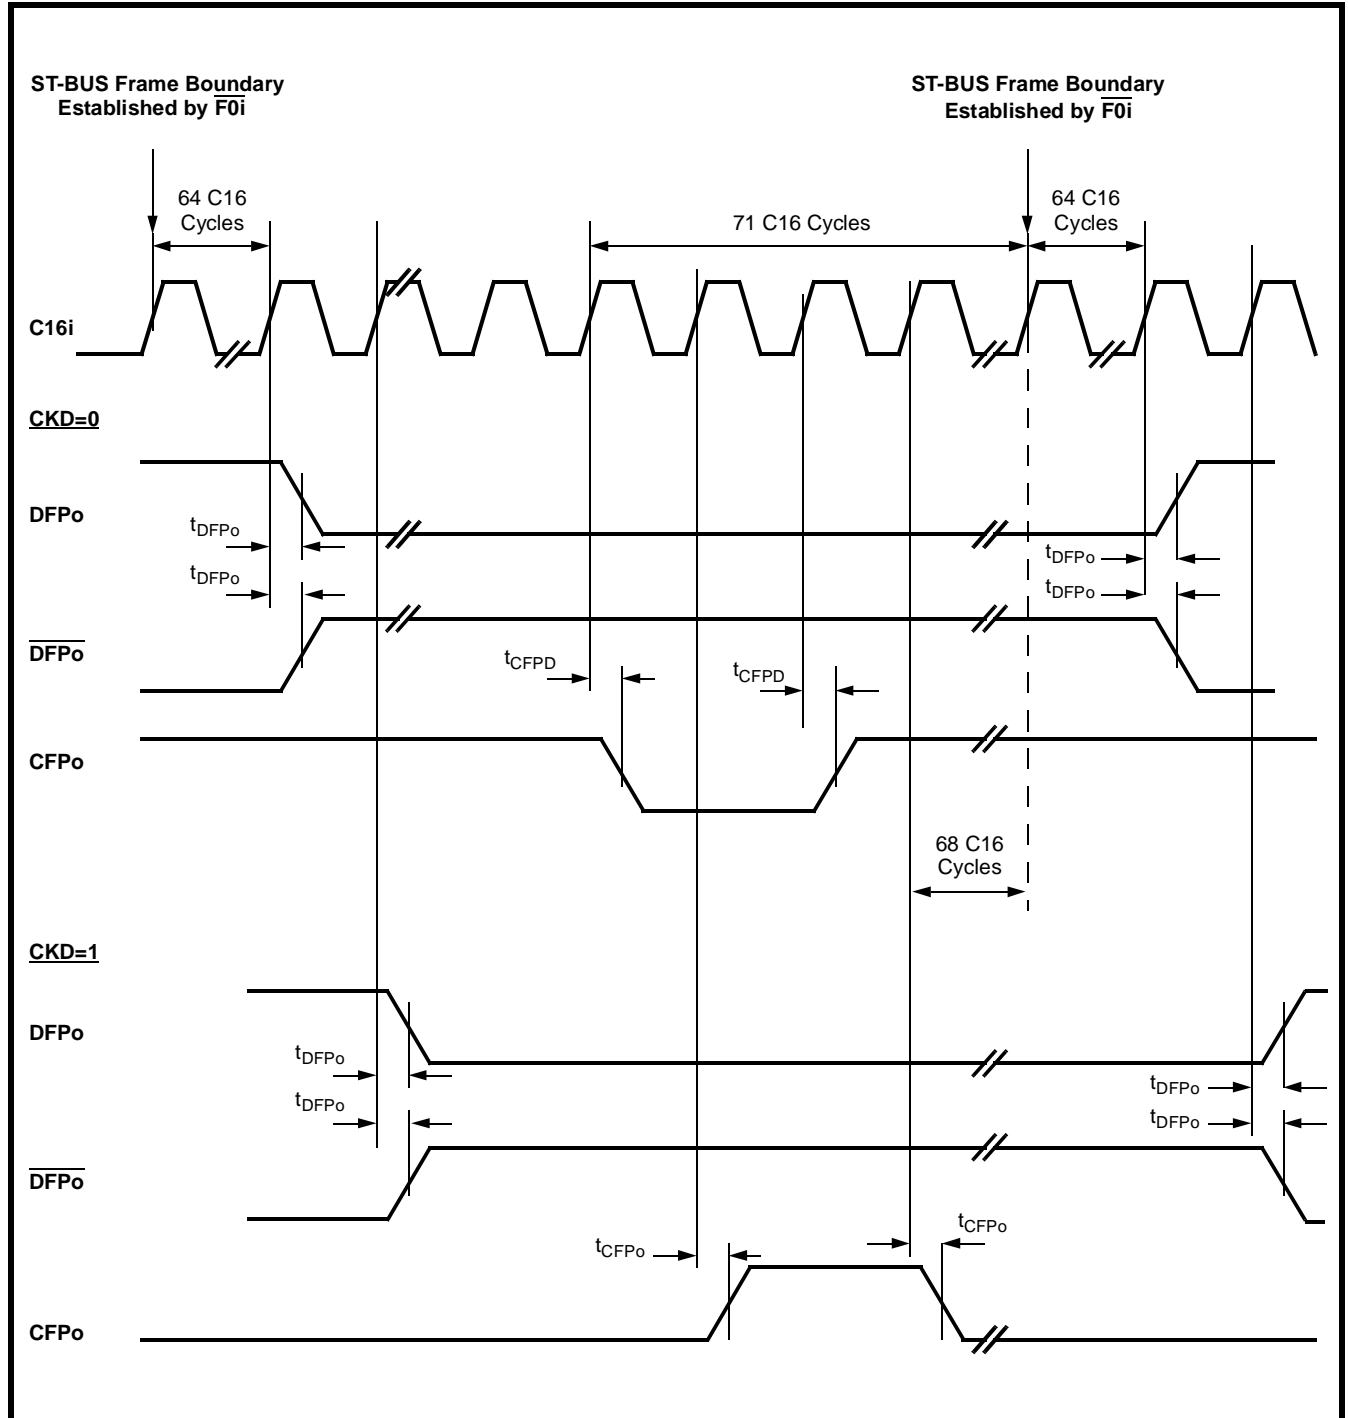 ST-BUS Frame Boundary
Established by F0i
ST-BUS Frame Boundary
Established by F0i
64 C16
Cycles
71 C16 Cycles
64 C16
Cycles
C16i
CKD=0
DFPo
tDFPo
tDFPo
tDFPo
tDFPo
DFPo
tCFPD
tCFPD
CFPo
68 C16
Cycles
CKD=1
DFPo
tDFPo
tDFPo
tDFPo
tDFPo
DFPo
tCFPo
tCFPo
CFPo